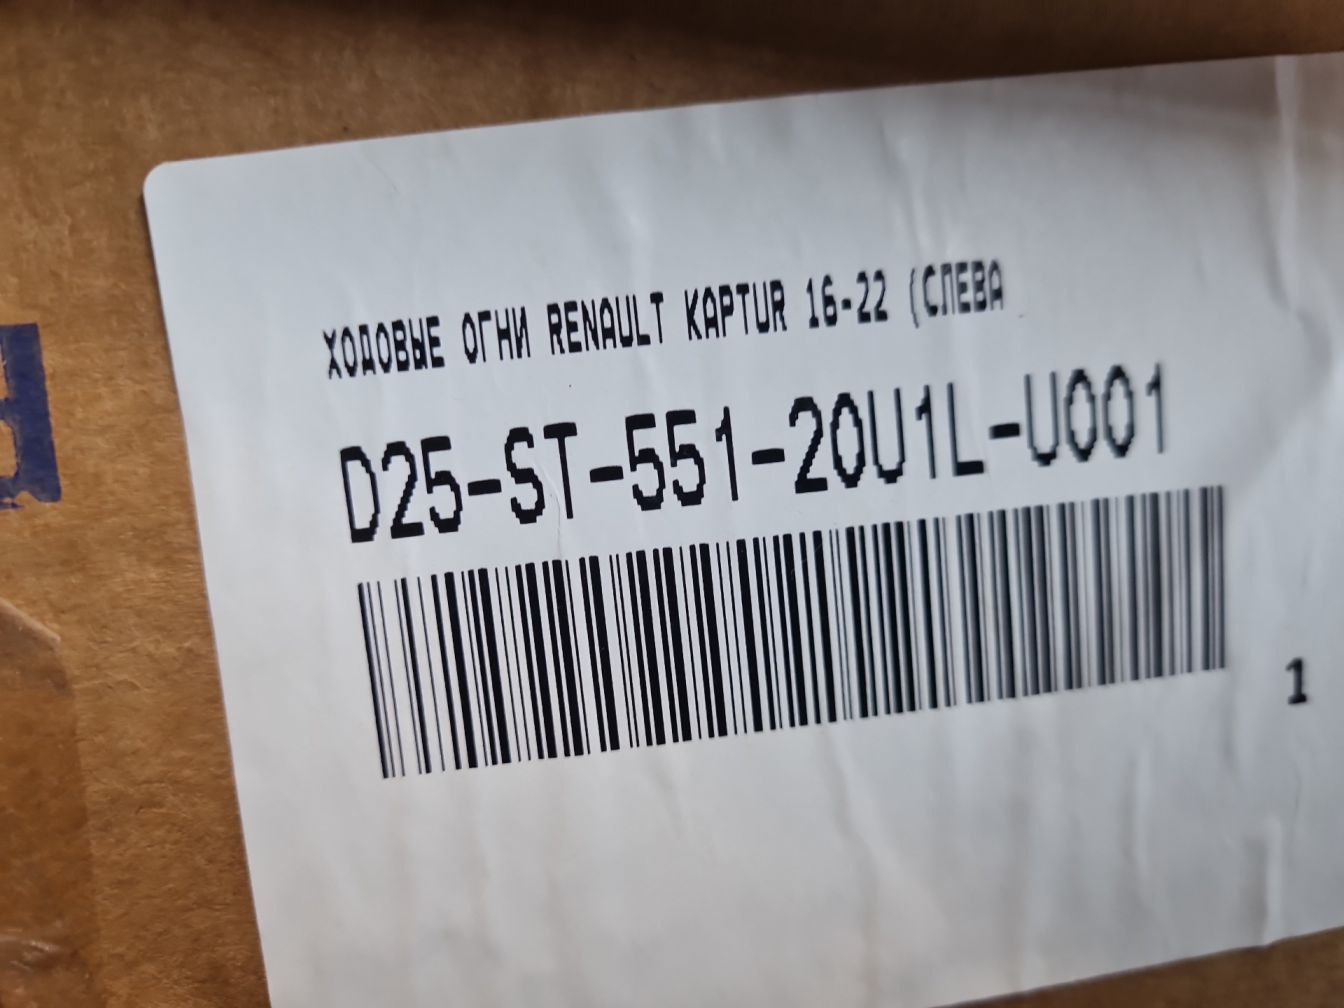 ХОДОВЫЕ ОГНИ RENAULT KAPTUR 16-22 (СЛЕВА
D25-ST-551-20U1L-U001
1